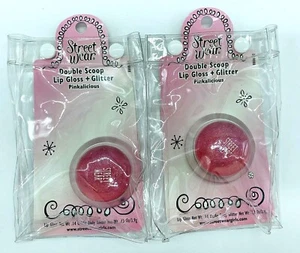 Street
Wear
Double Scoop
Lip Gloss + Glitter
Pinkalicious
Street
Wear
Double Scoop
Lip Gloss + Glitter
Pinkalicious